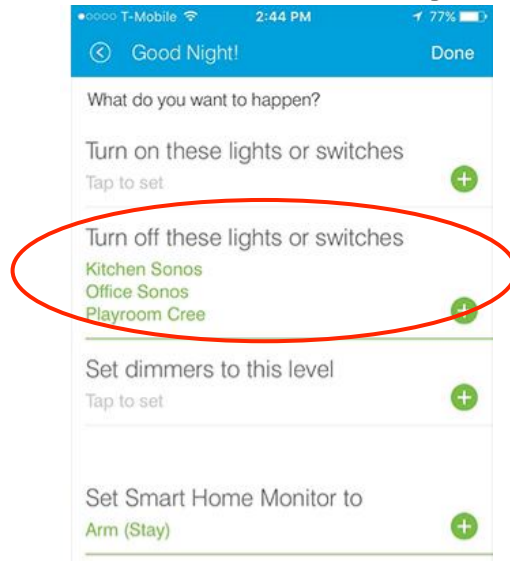 T-Mobile 2:44 PM 77%
Good Night! Done
What do you want to happen?
Turn on these lights or switches
Tap to set
Turn off these lights or switches
Kitchen Sonos
Office Sonos
Playroom Cree
Set dimmers to this level
Tap to set
Set Smart Home Monitor to
Arm (Stay)